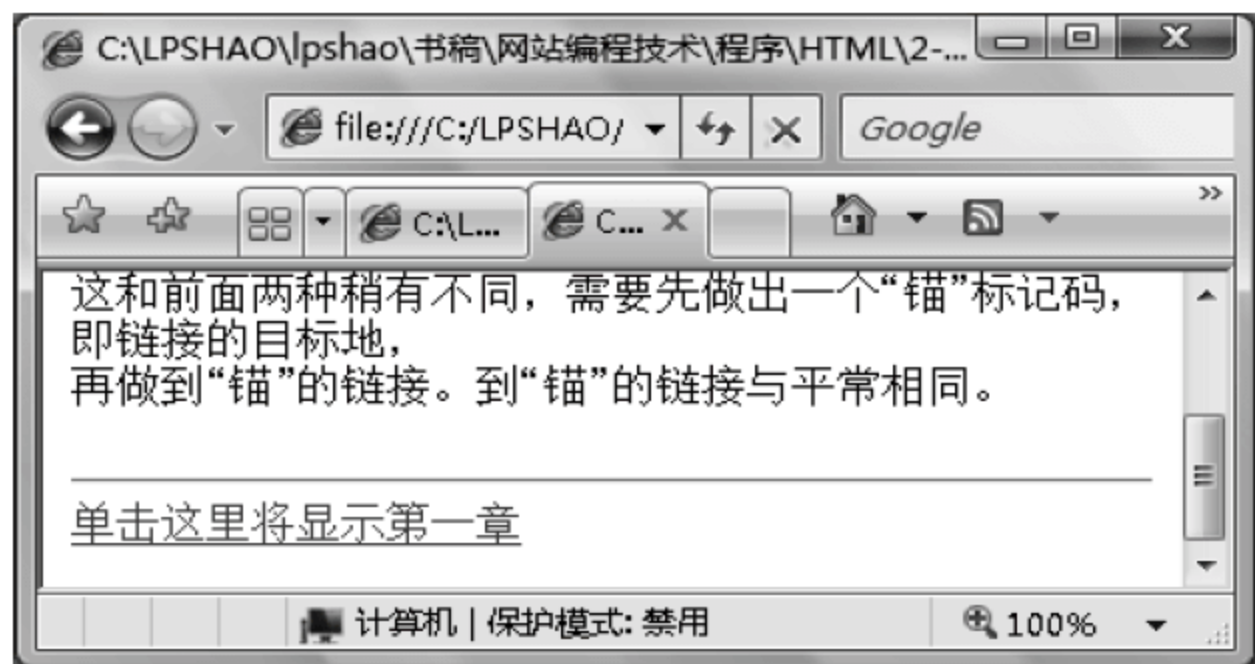 C:\LPSHAO\lpshao\书稿\网站编程技术\程序\HTML\2-...
file:///C:/LPSHAO/
Google
C:\L...
C...
这和前面两种稍有不同，需要先做出一个“锚”标记码，
即链接的目标地，
再做到“锚”的链接。到“锚”的链接与平常相同。
单击这里将显示第一章
计算机 | 保护模式: 禁用
100%